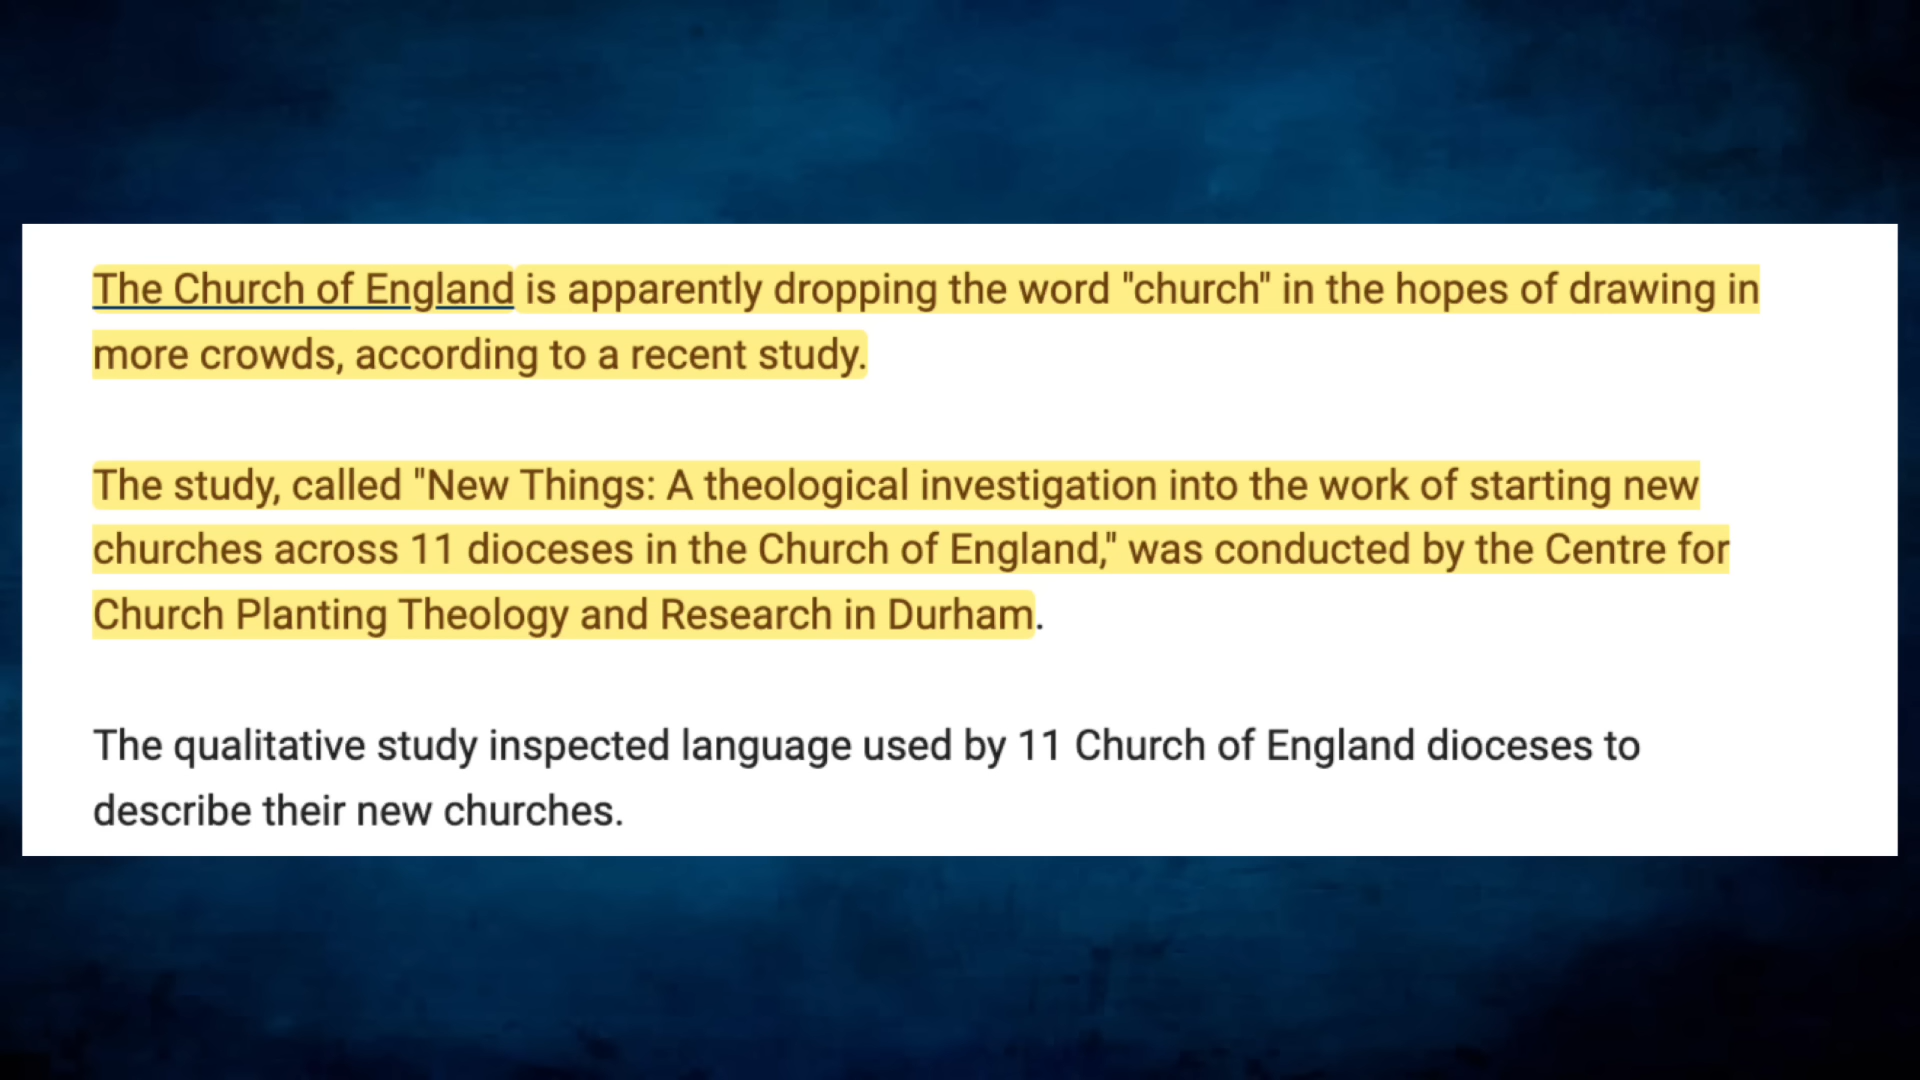 The Church of England is apparently dropping the word "church" in the hopes of drawing in
more crowds, according to a recent study.
The study, called "New Things: A theological investigation into the work of starting new
churches across 11 dioceses in the Church of England," was conducted by the Centre for
Church Planting Theology and Research in Durham.
The qualitative study inspected language used by 11 Church of England dioceses to
describe their new churches.